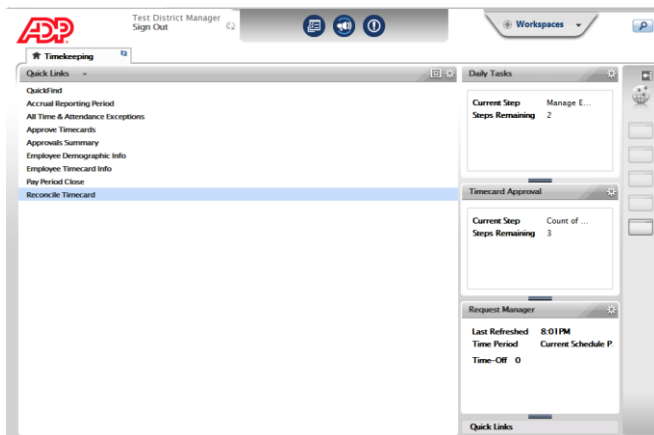 ADP
Test District Manager
Sign Out
Workspaces
Timekeeping
Quick Links
QuickFind
Accrual Reporting Period
All Time & Attendance Exceptions
Approve Timecards
Approvals Summary
Employee Demographic Info
Employee Timecard Info
Pay Period Close
Reconcile Timecard
Daily Tasks
Current Step Manage E...
Steps Remaining 2
Timecard Approval
Current Step Count of ...
Steps Remaining 3
Request Manager
Last Refreshed 8:01PM
Time Period Current Schedule P.
Time-Off 0
Quick Links